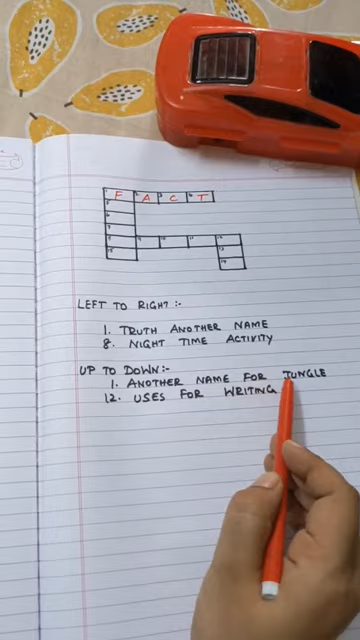 F A C T
LEFT TO RIGHT :-
1. TRUTH ANOTHER NAME
8. NIGHT TIME ACTIVITY
UP TO DOWN:-
1. ANOTHER NAME FOR JUNGLE
12. USES FOR WRITING